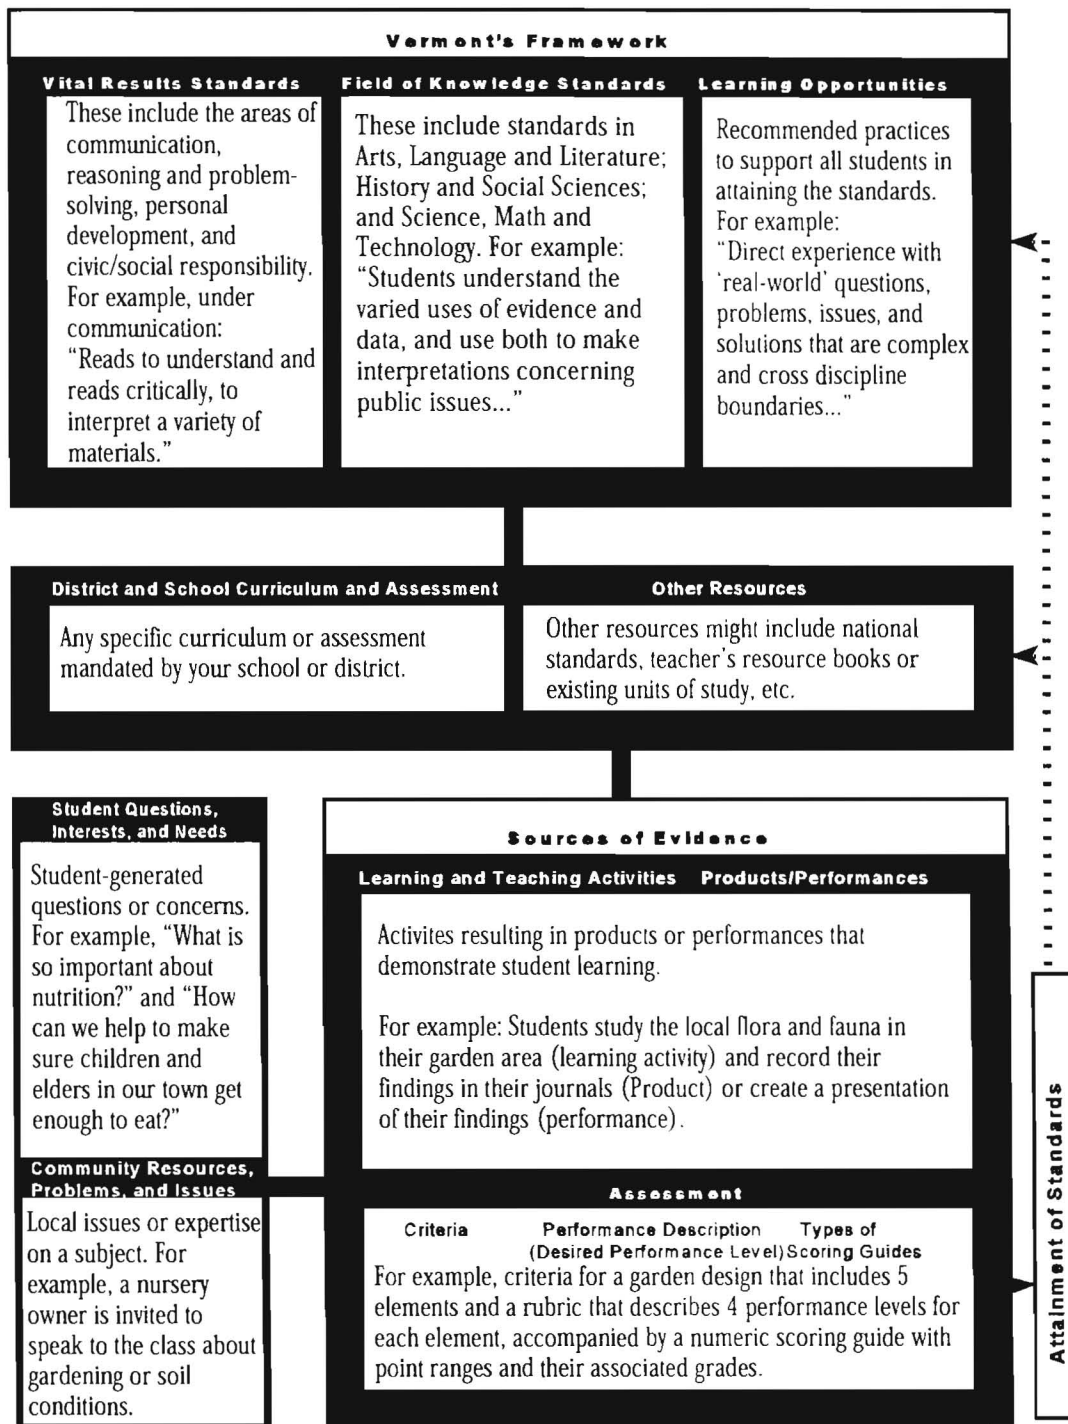 Vermont's Framework
Vital Results Standards
These include the areas of
communication,
reasoning and problem-
solving, personal
development, and
civic/social responsibility.
For example, under
communication:
“Reads to understand and
reads critically, to
interpret a variety of
materials.”
Field of Knowledge Standards
These include standards in
Arts, Language and Literature;
History and Social Sciences;
and Science, Math and
Technology. For example:
“Students understand the
varied uses of evidence and
data, and use both to make
interpretations concerning
public issues...”
Learning Opportunities
Recommended practices
to support all students in
attaining the standards.
For example:
“Direct experience with
‘real-world’ questions,
problems, issues, and
solutions that are complex
and cross discipline
boundaries...”
District and School Curriculum and Assessment
Any specific curriculum or assessment
mandated by your school or district.
Other Resources
Other resources might include national
standards, teacher’s resource books or
existing units of study, etc.
Student Questions,
Interests, and Needs
Student-generated
questions or concerns.
For example, “What is
so important about
nutrition?” and “How
can we help to make
sure children and
elders in our town get
enough to eat?”
Community Resources,
Problems, and Issues
Local issues or expertise
on a subject. For
example, a nursery
owner is invited to
speak to the class about
gardening or soil
conditions.
Sources of Evidence
Learning and Teaching Activities Products/Performances
Activites resulting in products or performances that
demonstrate student learning.
For example: Students study the local flora and fauna in
their garden area (learning activity) and record their
findings in their journals (Product) or create a presentation
of their findings (performance).
Assessment
Criteria Performance Description Types of
(Desired Performance Level) Scoring Guides
For example, criteria for a garden design that includes 5
elements and a rubric that describes 4 performance levels for
each element, accompanied by a numeric scoring guide with
point ranges and their associated grades.
Attainment of Standards